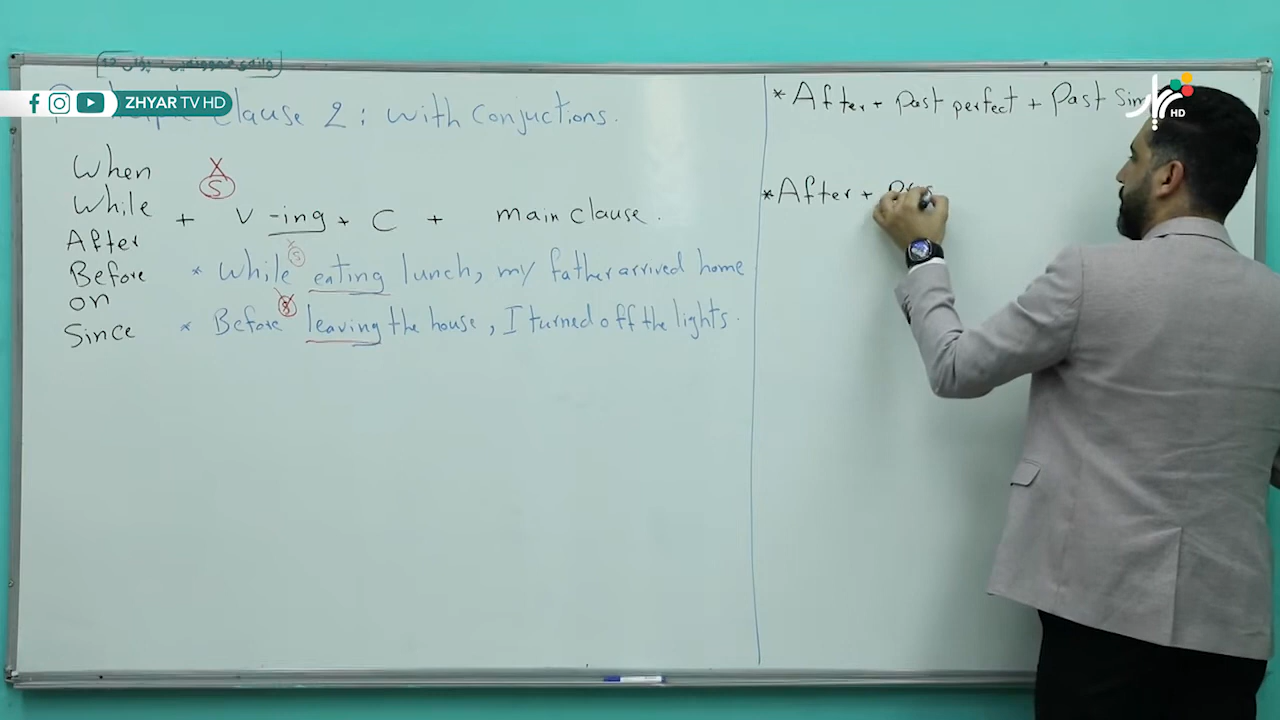 ZHYAR TV HD
HD
Clause 2 : with Conjuctions.
When
While
After
Before
on
Since
S
+ V -ing + C + main clause .
S
* While eating lunch, my father arrived home
* Before leaving the house , I turned off the lights .
* After + Past perfect + Past Sim
* After +